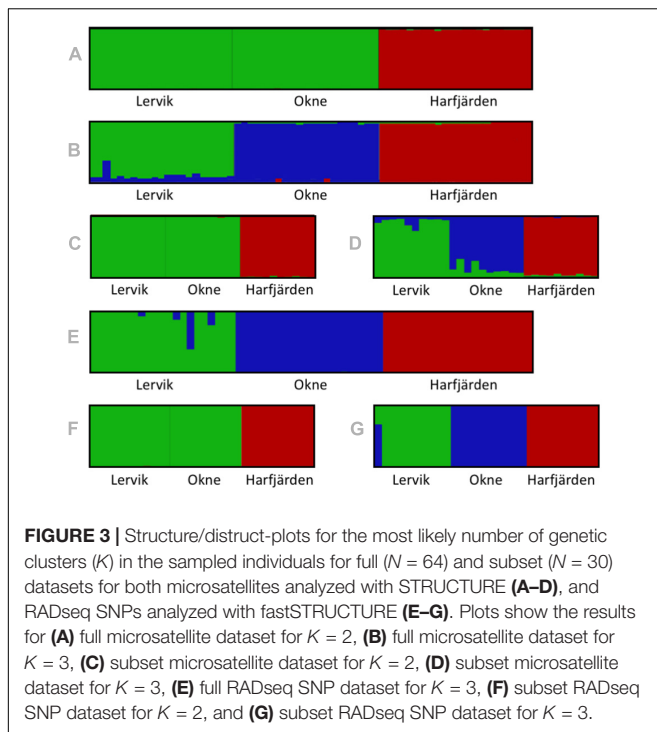 A
Lervik Okne Harfjärden
B
Lervik Okne Harfjärden
C D
Lervik Okne Harfjärden Lervik Okne Harfjärden
E
Lervik Okne Harfjärden
F G
Lervik Okne Harfjärden Lervik Okne Harfjärden
FIGURE 3 | Structure/distruct-plots for the most likely number of genetic
clusters (K) in the sampled individuals for full (N = 64) and subset (N = 30)
datasets for both microsatellites analyzed with STRUCTURE (A–D), and
RADseq SNPs analyzed with fastSTRUCTURE (E–G). Plots show the results
for (A) full microsatellite dataset for K = 2, (B) full microsatellite dataset for
K = 3, (C) subset microsatellite dataset for K = 2, (D) subset microsatellite
dataset for K = 3, (E) full RADseq SNP dataset for K = 3, (F) subset RADseq
SNP dataset for K = 2, and (G) subset RADseq SNP dataset for K = 3.